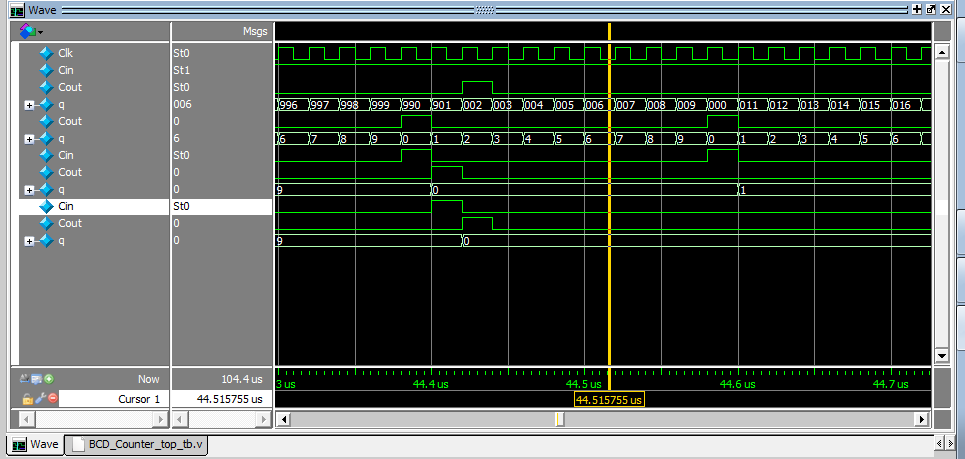 Wave
Msgs
Clk St0
Cin St1
Cout St0
q 006 996 997 998 999 990 901 002 003 004 005 006 007 008 009 000 011 012 013 014 015 016
Cout 0
q 6 6 7 8 9 0 1 2 3 4 5 6 7 8 9 0 1 2 3 4 5 6
Cin St0
Cout 0
q 0 9 0 1
Cin St0
Cout 0
q 0 9 0
Now 104.4 us 3 us 44.4 us 44.5 us 44.6 us 44.7 us
Cursor 1 44.515755 us 44.515755 us
Wave BCD_Counter_top_tb.v